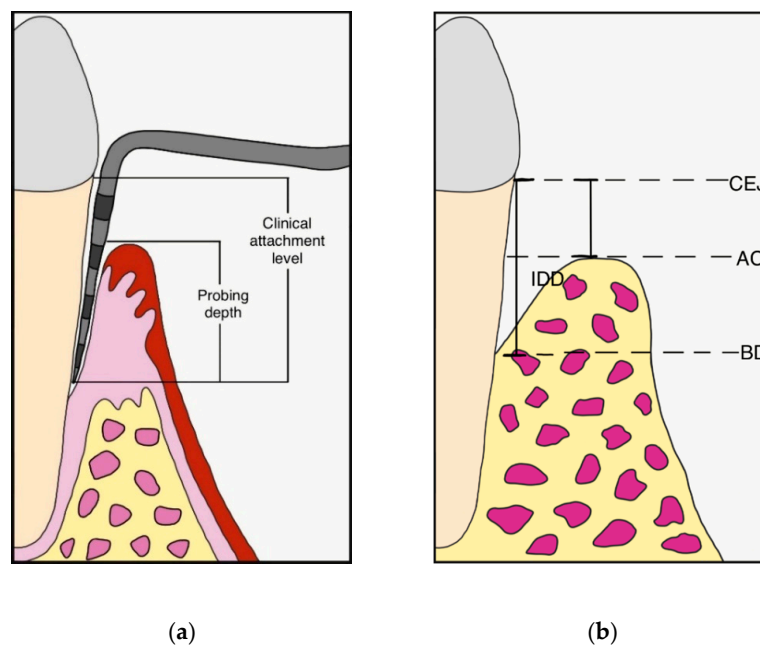 Clinical
attachment
level
Probing
depth
CEJ
AC
IDD
BD
(a)
(b)